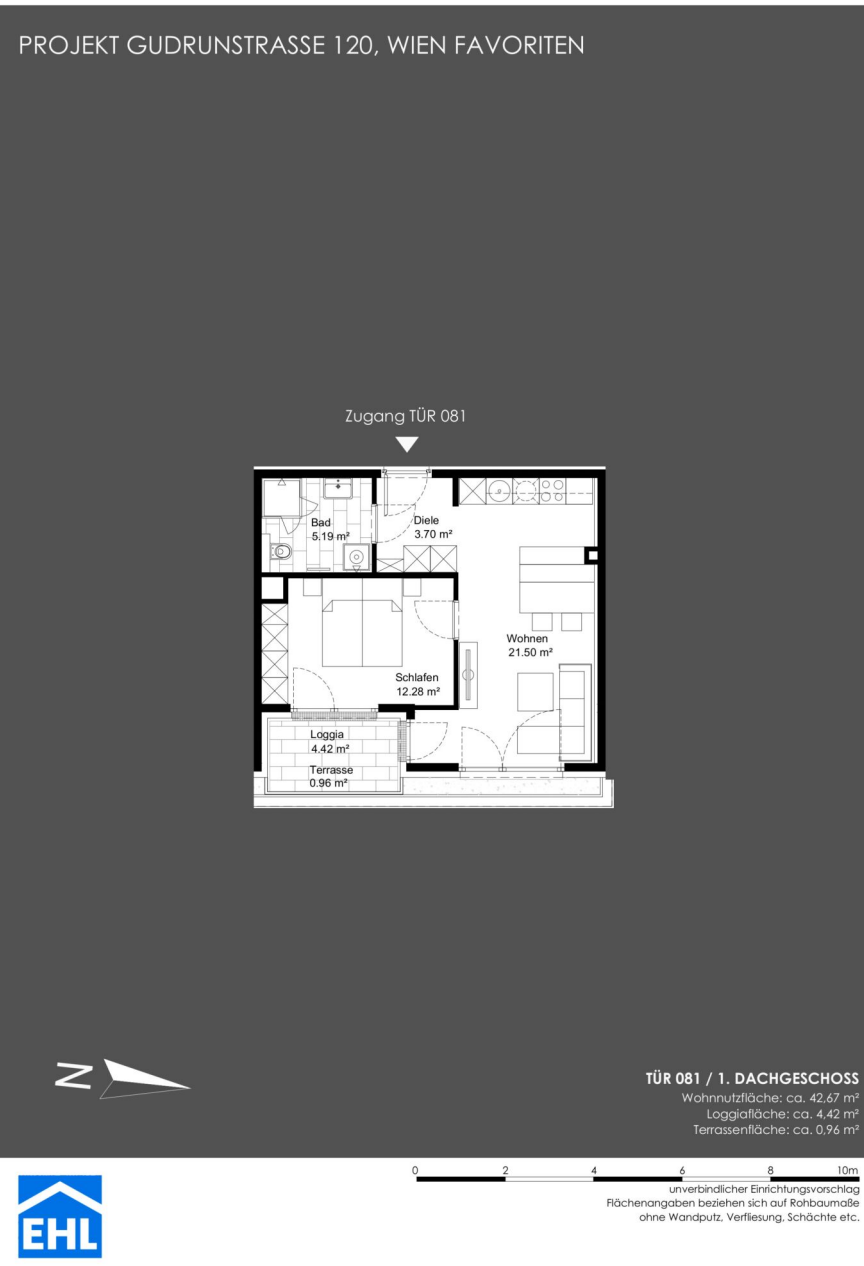 PROJEKT GUDRUNSTRASSE 120, WIEN FAVORITEN
Zugang TÜR 081
Bad
5.19 m²
Diele
3.70 m²
Wohnen
21.50 m²
Schlafen
12.28 m²
Loggia
4.42 m²
Terrasse
0.96 m²
N
TÜR 081 / 1. DACHGESCHOSS
Wohnnutzfläche: ca. 42,67 m²
Loggiafläche: ca. 4,42 m²
Terrassenfläche: ca. 0,96 m²
0 2 4 6 8 10m
unverbindlicher Einrichtungsvorschlag
Flächenangaben beziehen sich auf Rohbaumaße
ohne Wandputz, Verfliesung, Schächte etc.
EHL